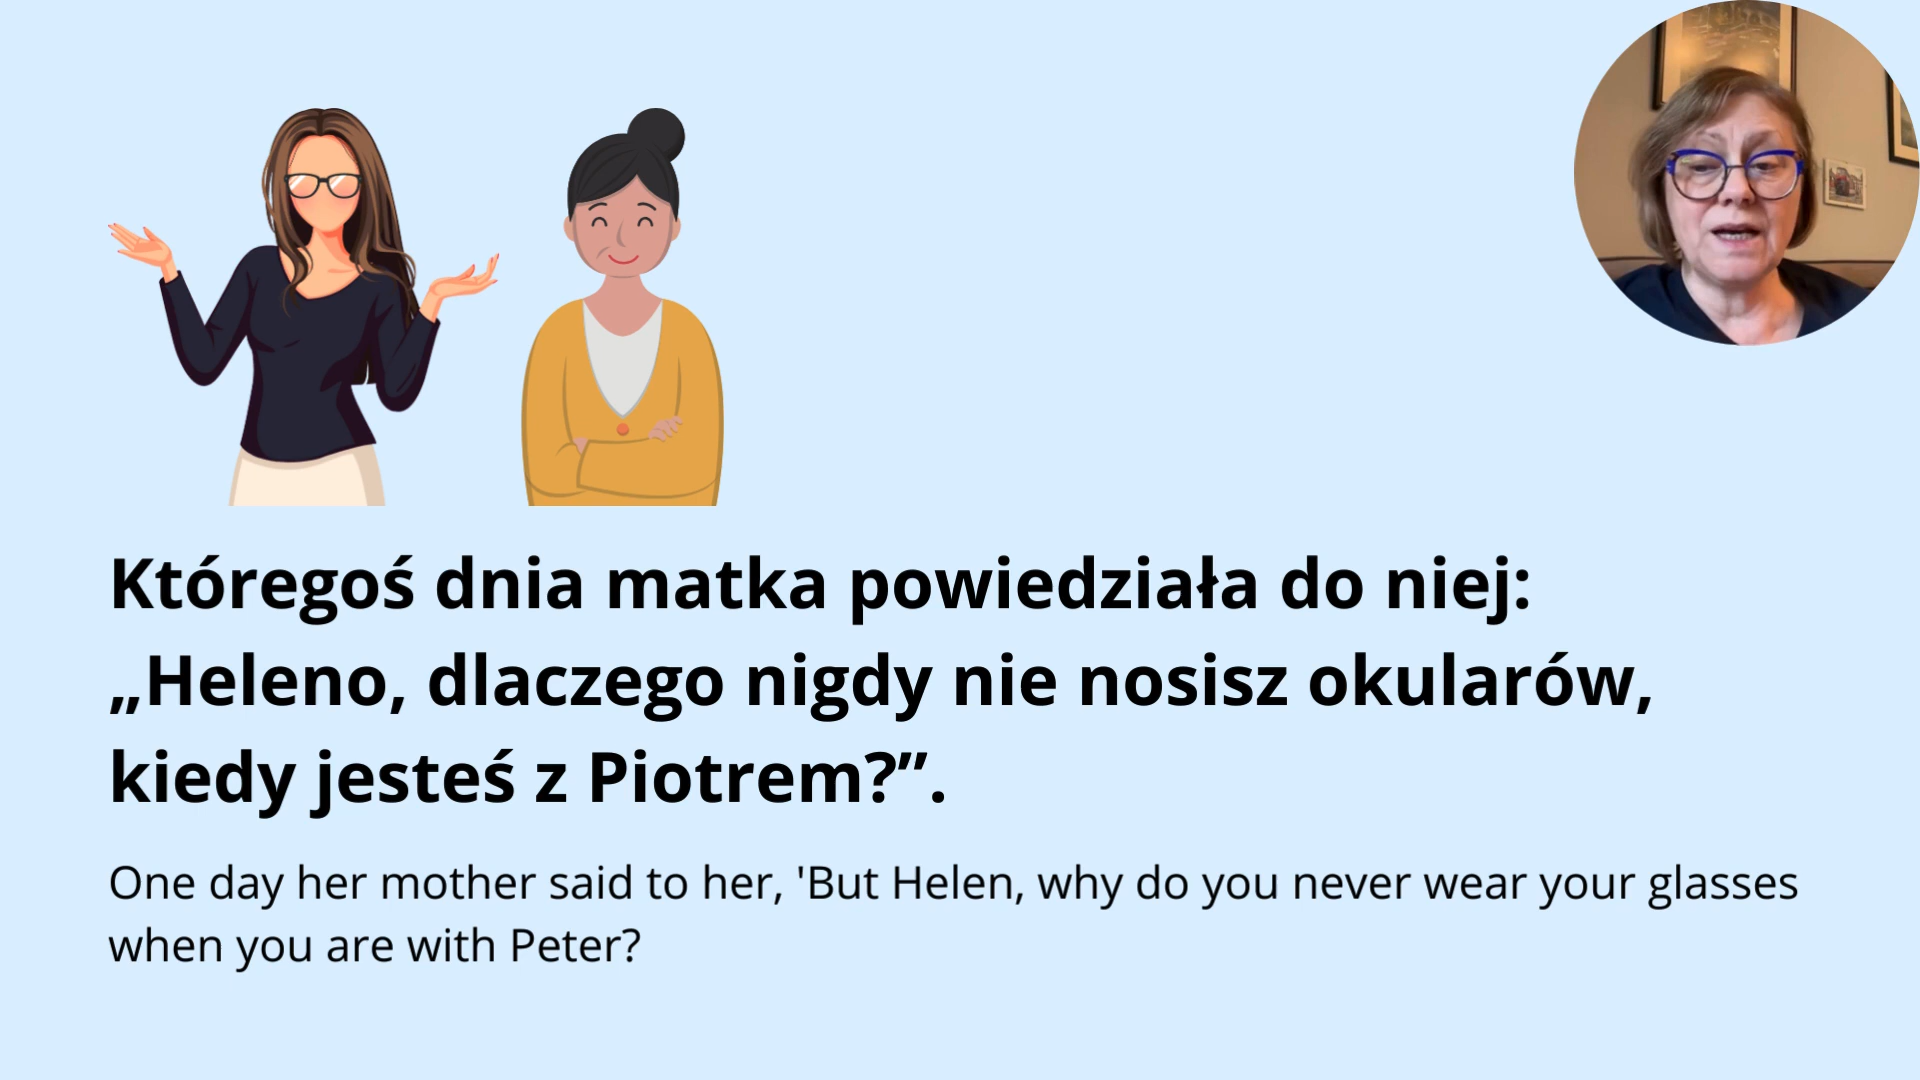 Któregoś dnia matka powiedziała do niej:
„Heleno, dlaczego nigdy nie nosisz okularów,
kiedy jesteś z Piotrem?”.
One day her mother said to her, 'But Helen, why do you never wear your glasses
when you are with Peter?